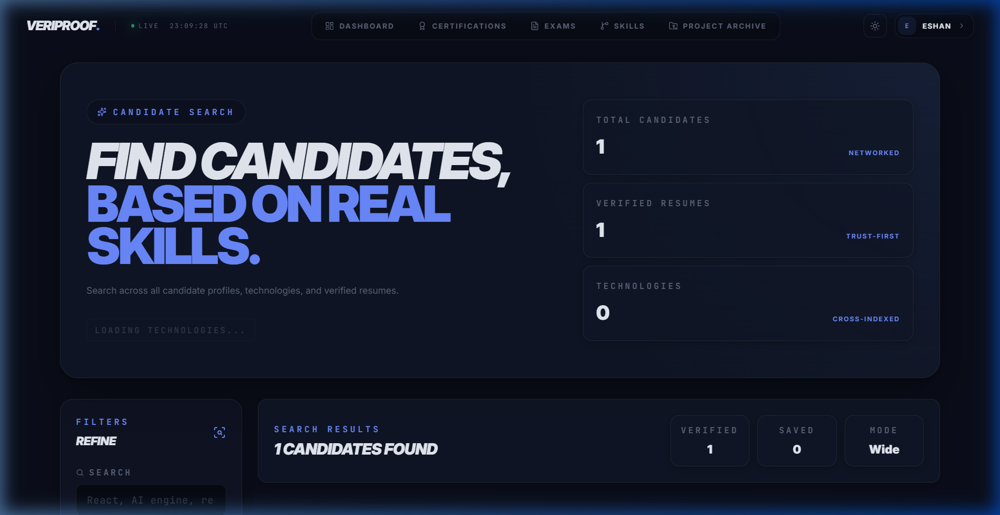 VERIPROOF.
LIVE 23:09:28 UTC
DASHBOARD
CERTIFICATIONS
EXAMS
SKILLS
PROJECT ARCHIVE
E
ESHAN
CANDIDATE SEARCH
FIND CANDIDATES,
BASED ON REAL
SKILLS.
Search across all candidate profiles, technologies, and verified resumes.
LOADING TECHNOLOGIES...
TOTAL CANDIDATES
1
NETWORKED
VERIFIED RESUMES
1
TRUST-FIRST
TECHNOLOGIES
0
CROSS-INDEXED
FILTERS
REFINE
SEARCH
React, AI engine, re
SEARCH RESULTS
1 CANDIDATES FOUND
VERIFIED
1
SAVED
0
MODE
Wide